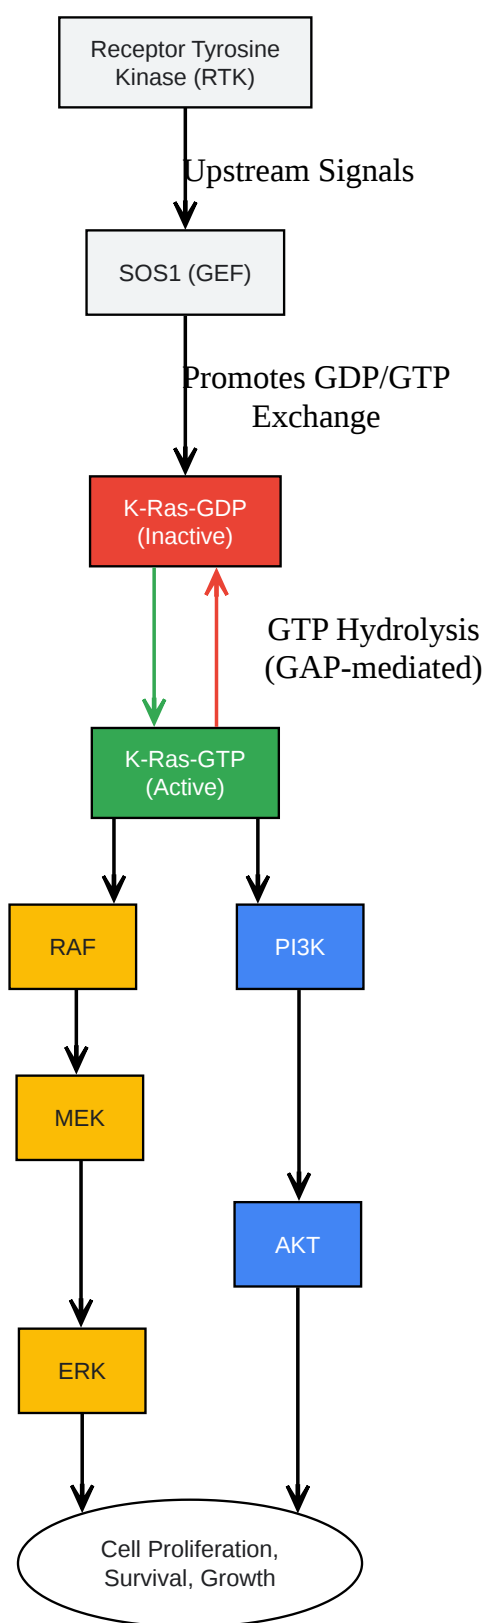 Receptor Tyrosine
Kinase (RTK)
Upstream Signals
SOS1 (GEF)
Promotes GDP/GTP
Exchange
K-Ras-GDP
(Inactive)
GTP Hydrolysis
(GAP-mediated)
K-Ras-GTP
(Active)
RAF
PI3K
MEK
AKT
ERK
Cell Proliferation,
Survival, Growth